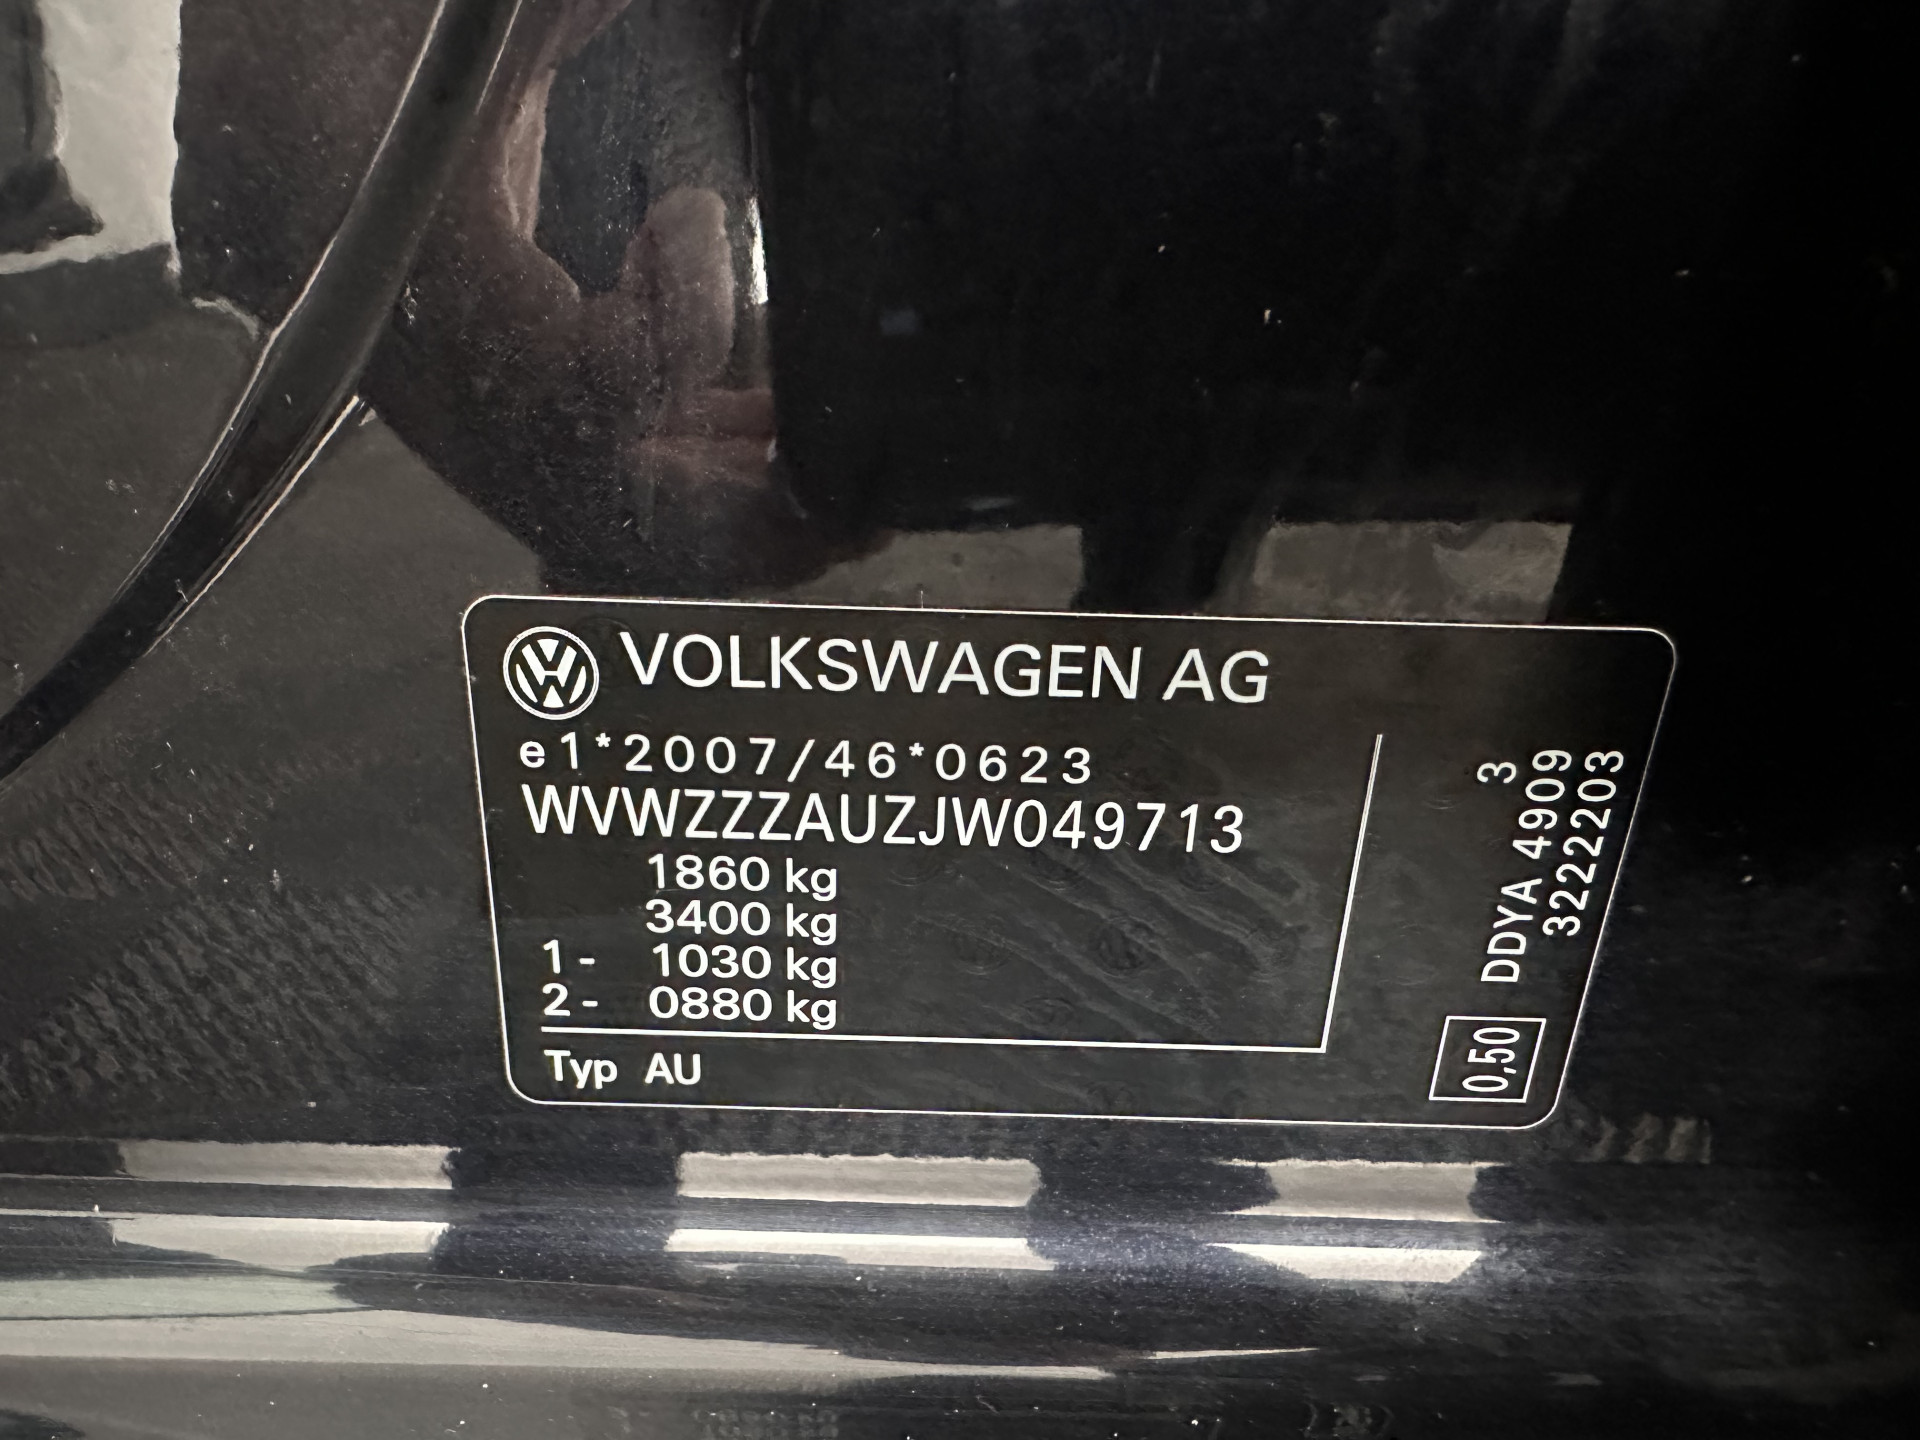 VOLKSWAGEN AG
e1*2007/46*0623
WVWZZZAUZJW049713
1860 kg
3400 kg
1- 1030 kg
2- 0880 kg
Typ AU
3
DDYA 4909
3222203
0,50